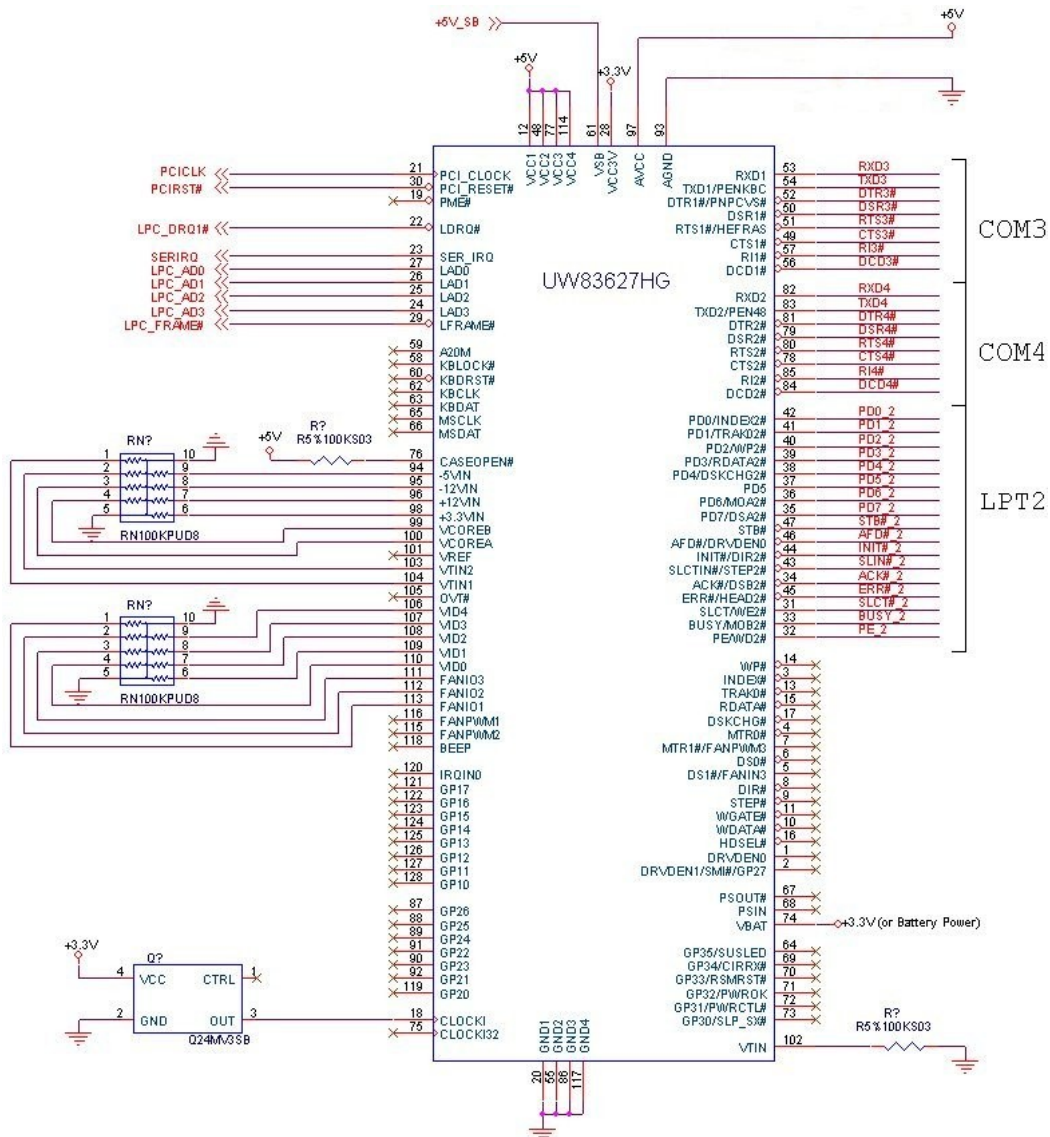 +5V_SB
+5V
+5V
+3.3V
12 48 77 114 61 28 97 93
VCC1 VCC2 VCC3 VCC4 VSB VCC3V AVCC AGND
UW83627HG
PCICLK 21 PCI_CLOCK
PCIRST# 30 PCI_RESET#
19 PME#
LPC_DRQ1# 22 LDRQ#
SERIRQ 23 SER_IRQ
LPC_AD0 27 LAD0
LPC_AD1 26 LAD1
LPC_AD2 25 LAD2
LPC_AD3 24 LAD3
LPC_FRAME# 29 LFRAME#
59 A20M
58 KBLOCK#
60 KBDRST#
62 KBCLK
63 KBDAT
65 MSCLK
66 MSDAT
R?
R5%100KS03
+5V
76 CASEOPEN#
94 -5VIN
95 -12VIN
96 +12VIN
98 +3.3VIN
99 VCOREB
100 VCOREA
101 VREF
103 VTIN2
104 VTIN1
105 OVT#
106 VID4
107 VID3
108 VID2
109 VID1
110 VID0
111 FANIO3
112 FANIO2
113 FANIO1
116 FANPWM1
115 FANPWM2
118 BEEP
RN?
1 10
2 9
3 8
4 7
5 6
RN100KPUD8
RN?
1 10
2 9
3 8
4 7
5 6
RN100KPUD8
120 IRQIN0
121 GP17
122 GP16
123 GP15
124 GP14
125 GP13
126 GP12
127 GP11
128 GP10
87 GP26
88 GP25
89 GP24
91 GP22
90 GP23
92 GP21
119 GP20
18 CLOCKI
75 CLOCKI32
+3.3V
Q?
4 VCC CTRL 1
2 GND OUT 3
Q24MV3SB
GND1 GND2 GND3 GND4
20 55 86 117
RXD1 53 RXD3
TXD1/PENKBC 54 TXD3
DTR1#/PNPCVS# 52 DTR3#
DSR1# 50 DSR3#
RTS1#/HEFRAS 51 RTS3#
CTS1# 49 CTS3#
RI1# 57 RI3#
DCD1# 56 DCD3#
COM3
RXD2 82 RXD4
TXD2/PEN48 83 TXD4
DTR2# 81 DTR4#
DSR2# 79 DSR4#
RTS2# 80 RTS4#
CTS2# 78 CTS4#
RI2# 85 RI4#
DCD2# 84 DCD4#
COM4
PD0/INDEX2# 42 PD0_2
PD1/TRAK02# 41 PD1_2
PD2/WP2# 40 PD2_2
PD3/RDATA2# 39 PD3_2
PD4/DSKCHG2# 38 PD4_2
PD5 37 PD5_2
PD6/MOA2# 36 PD6_2
PD7/DSA2# 35 PD7_2
STB# 47 STB#_2
AFD#/DRVDEN0 46 AFD#_2
INIT#/DIR2# 44 INIT#_2
SLCTIN#/STEP2# 43 SLIN#_2
ACK#/DSB2# 34 ACK#_2
ERR#/HEAD2# 45 ERR#_2
SLCT/WE2# 31 SLCT#_2
BUSY/MOB2# 33 BUSY_2
PE/WD2# 32 PE_2
LPT2
WP# 14
INDEX# 3
TRAK0# 13
RDATA# 15
DSKCHG# 17
MTR0# 4
MTR1#/FANPWM3 7
DS0# 6
DS1#/FANIN3 5
DIR# 8
STEP# 9
WGATE# 11
WDATA# 10
HDSEL# 16
DRVDEN0 1
DRVDEN1/SMI#/GP27 2
PSOUT# 67
PSIN 68
VBAT 74 +3.3V(or Battery Power)
GP35/SUSLED 64
GP34/CIRRX# 69
GP33/RSMRST# 70
GP32/PWROK 71
GP31/PWRCTL# 72
GP30/SLP_SX# 73
VTIN 102
R?
R5%100KS03